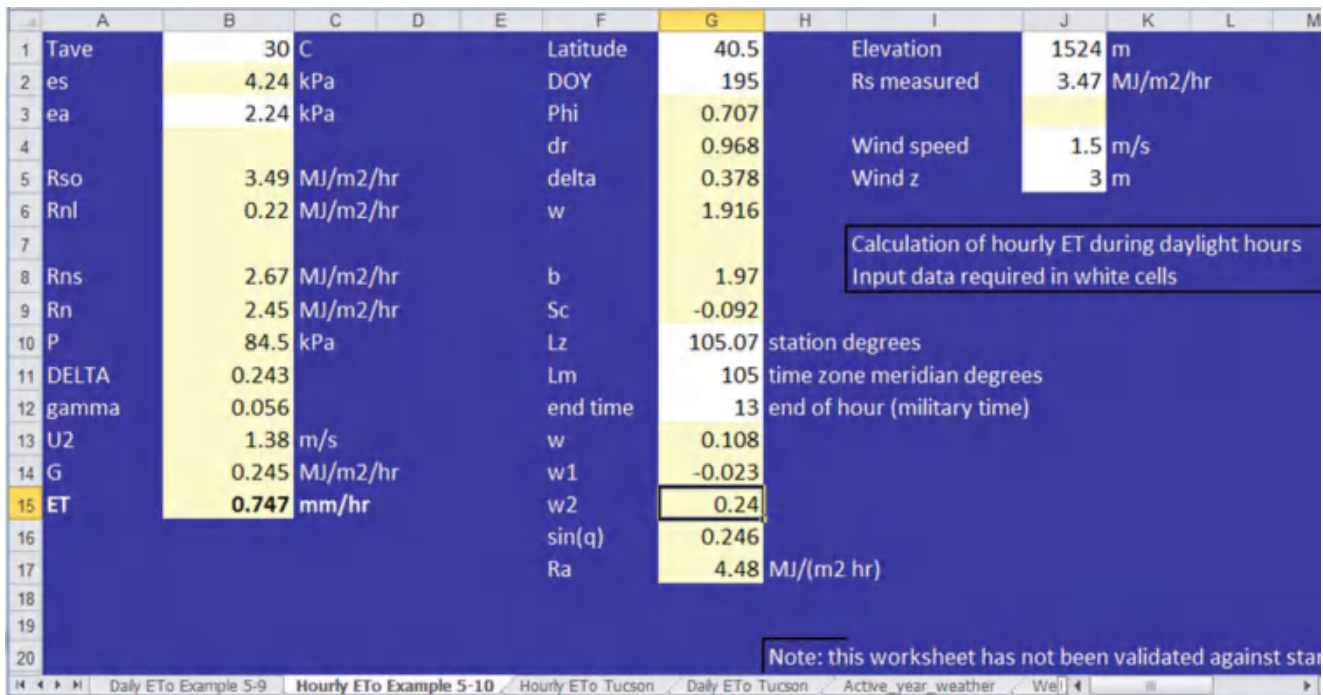 A B C D E F G H I J K L M
1 Tave 30 C Latitude 40.5 Elevation 1524 m
2 es 4.24 kPa DOY 195 Rs measured 3.47 MJ/m2/hr
3 ea 2.24 kPa Phi 0.707
4 dr 0.968 Wind speed 1.5 m/s
5 Rso 3.49 MJ/m2/hr delta 0.378 Wind z 3 m
6 Rnl 0.22 MJ/m2/hr w 1.916
7 Calculation of hourly ET during daylight hours
8 Rns 2.67 MJ/m2/hr b 1.97 Input data required in white cells
9 Rn 2.45 MJ/m2/hr Sc -0.092
10 P 84.5 kPa Lz 105.07 station degrees
11 DELTA 0.243 Lm 105 time zone meridian degrees
12 gamma 0.056 end time 13 end of hour (military time)
13 U2 1.38 m/s w 0.108
14 G 0.245 MJ/m2/hr w1 -0.023
15 ET 0.747 mm/hr w2 0.24
16 sin(q) 0.246
17 Ra 4.48 MJ/(m2 hr)
18
19
20 Note: this worksheet has not been validated against star
Daily ETo Example 5-9 Hourly ETo Example 5-10 Hourly ETo Tucson Daily ETo Tucson Active_year_weather We